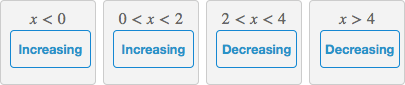 x < 0 0 < x < 2 2 < x < 4 x > 4
Increasing Increasing Decreasing Decreasing